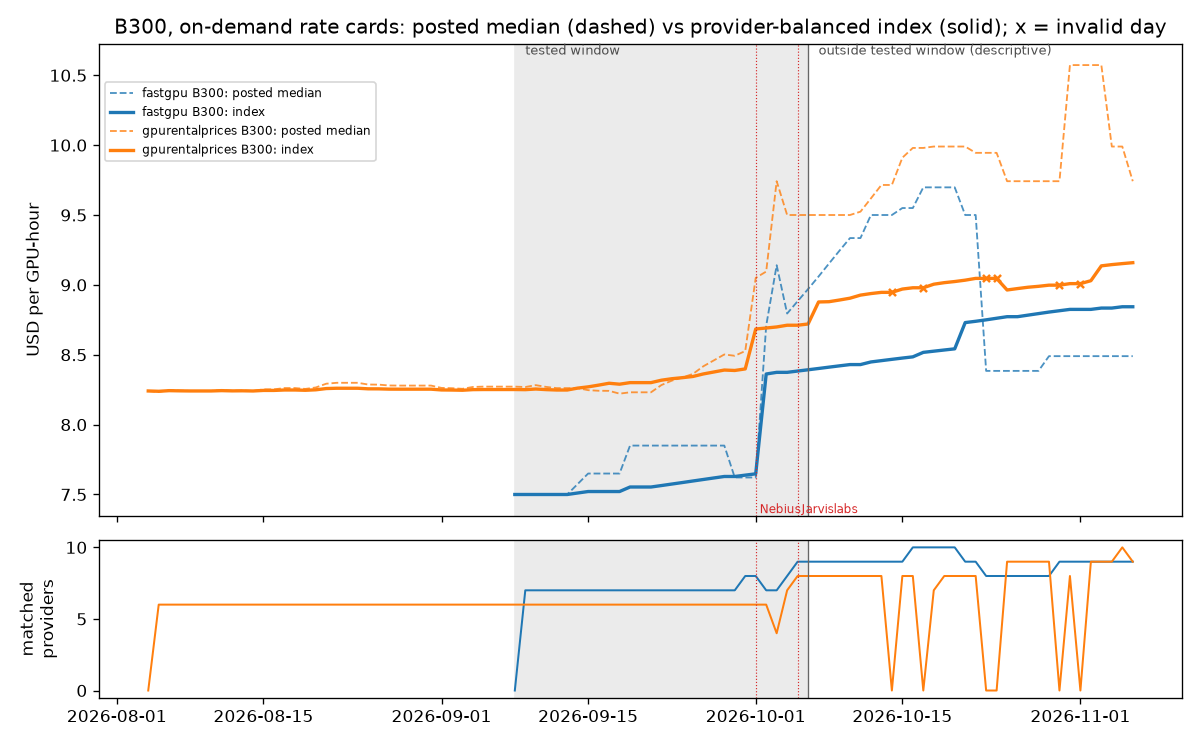 B300, on-demand rate cards: posted median (dashed) vs provider-balanced index (solid); x = invalid day
tested window
outside tested window (descriptive)
fastgpu B300: posted median
fastgpu B300: index
gpurentalprices B300: posted median
gpurentalprices B300: index
USD per GPU-hour
10.5
10.0
9.5
9.0
8.5
8.0
7.5
Nebius
Jarvislabs
matched
providers
10
5
0
2026-08-01
2026-08-15
2026-09-01
2026-09-15
2026-10-01
2026-10-15
2026-11-01